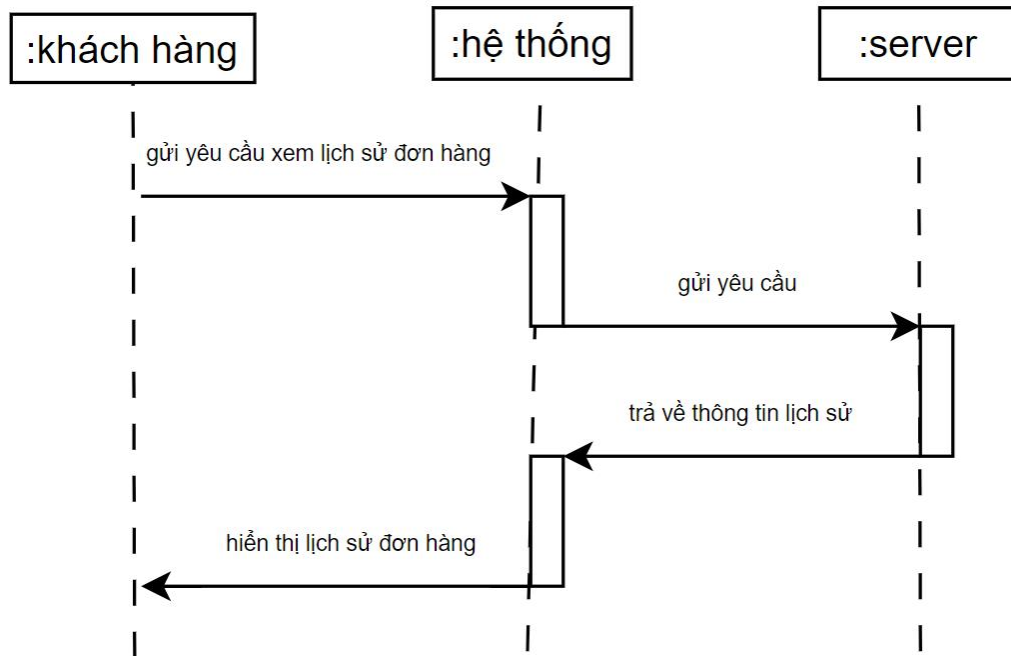 :khách hàng
:hệ thống
:server
gửi yêu cầu xem lịch sử đơn hàng
gửi yêu cầu
trả về thông tin lịch sử
hiển thị lịch sử đơn hàng